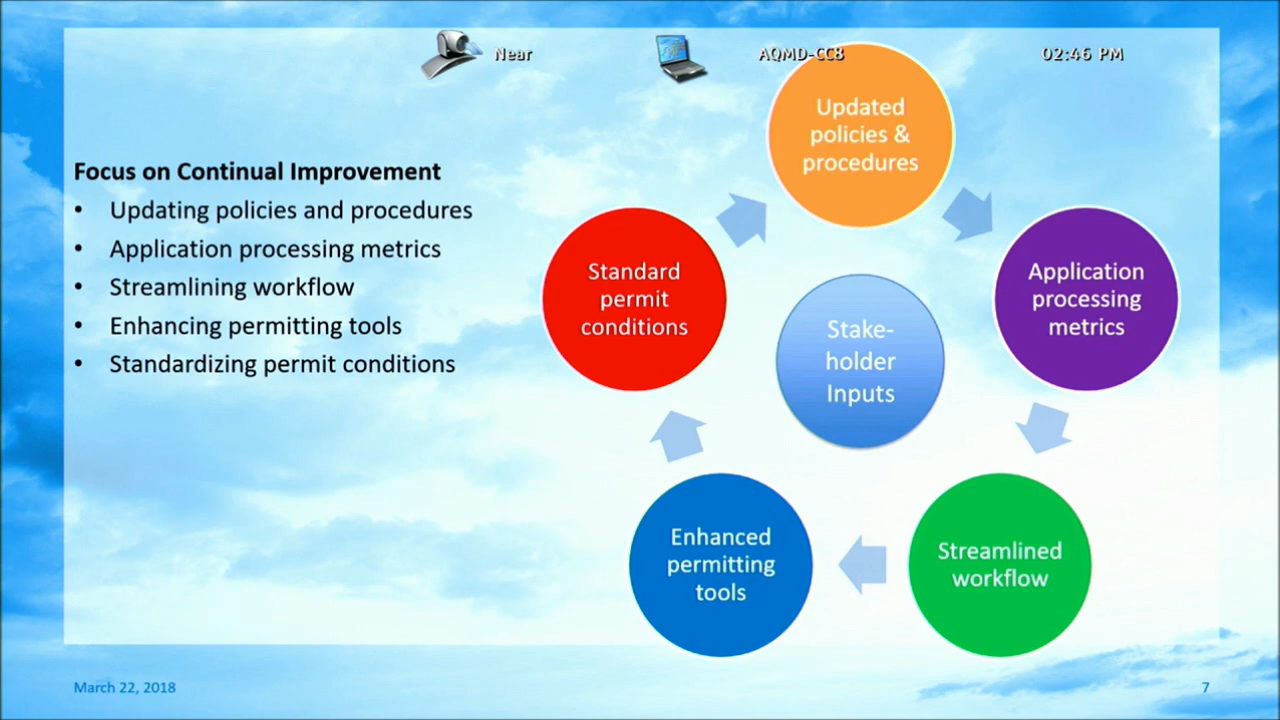 Near
AQMD-CC8
02:46 PM
Focus on Continual Improvement
• Updating policies and procedures
• Application processing metrics
• Streamlining workflow
• Enhancing permitting tools
• Standardizing permit conditions
Updated
policies &
procedures
Application
processing
metrics
Streamlined
workflow
Enhanced
permitting
tools
Standard
permit
conditions
Stake-
holder
Inputs
March 22, 2018
7